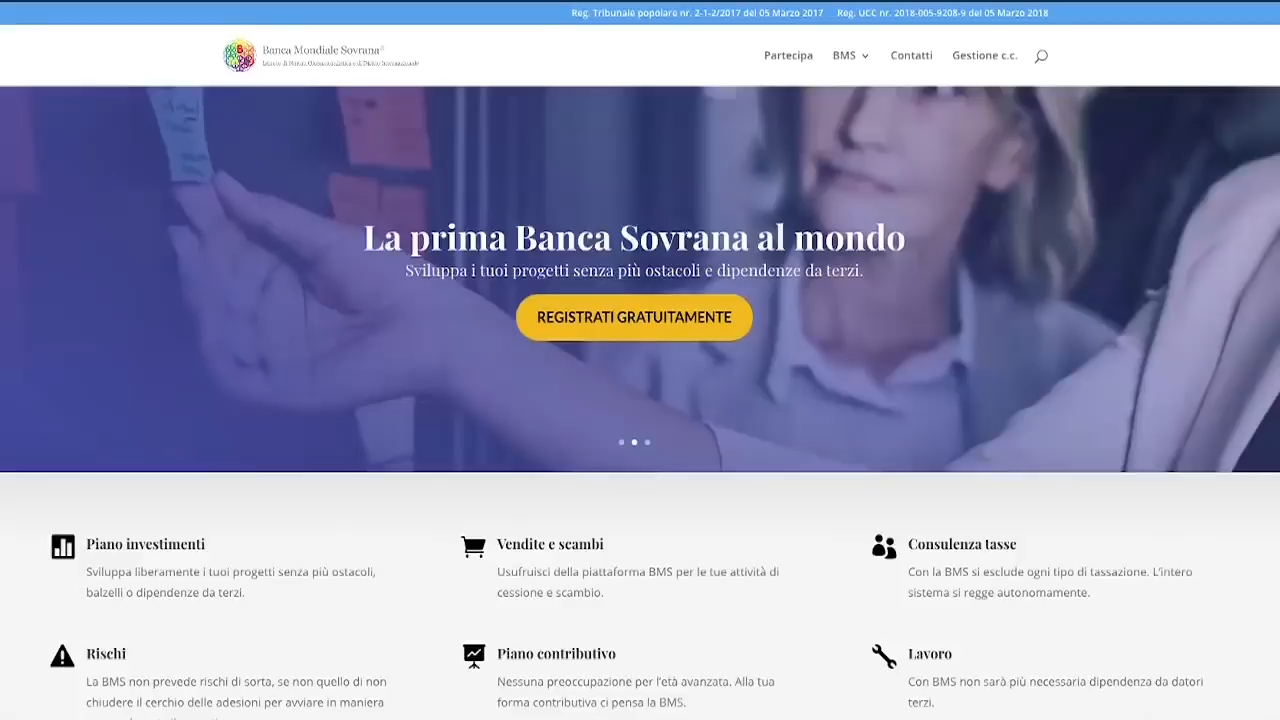 Reg. Tribunale popolare nr. 2-1-2/2017 del 05 Marzo 2017 Reg. UCC nr. 2018-005-9208-9 del 05 Marzo 2018
Banca Mondiale Sovrana®
Partecipa BMS Contatti Gestione c.c.
La prima Banca Sovrana al mondo
Sviluppa i tuoi progetti senza più ostacoli e dipendenze da terzi.
REGISTRATI GRATUITAMENTE
Piano investimenti
Sviluppa liberamente i tuoi progetti senza più ostacoli,
balzelli o dipendenze da terzi.
Vendite e scambi
Usufruisci della piattaforma BMS per le tue attività di
cessione e scambio.
Consulenza tasse
Con la BMS si esclude ogni tipo di tassazione. L'intero
sistema si regge autonomamente.
Rischi
La BMS non prevede rischi di sorta, se non quello di non
chiudere il cerchio delle adesioni per avviare in maniera
Piano contributivo
Nessuna preoccupazione per l'età avanzata. Alla tua
forma contributiva ci pensa la BMS.
Lavoro
Con BMS non sarà più necessaria dipendenza da datori
terzi.